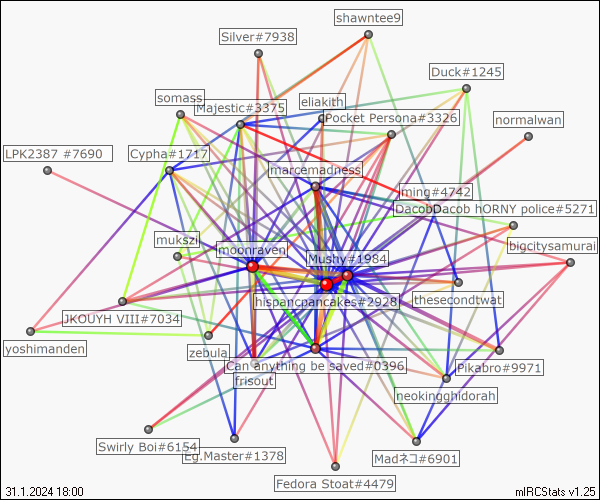 shawntee9
Silver#7938
Duck#1245
somass
Majestic#3375
eliakith
Pocket Persona#3326
normalwan
LPK2387 #7690
Cypha#1717
marcemadness
ming#4742
DacobDacob hORNY police#5271
mukszi
moonraven
Mushy#1984
bigcitysamurai
hispancpancakes#2928
thesecondtwat
JKOUYH VIII#7034
yoshimanden
zebula
Can anything be saved#0396
Pikabro#9971
frisout
neokingghidorah
Swirly Boi#6154
Eg.Master#1378
Madネコ#6901
Fedora Stoat#4479
31.1.2024 18:00
mIRCStats v1.25